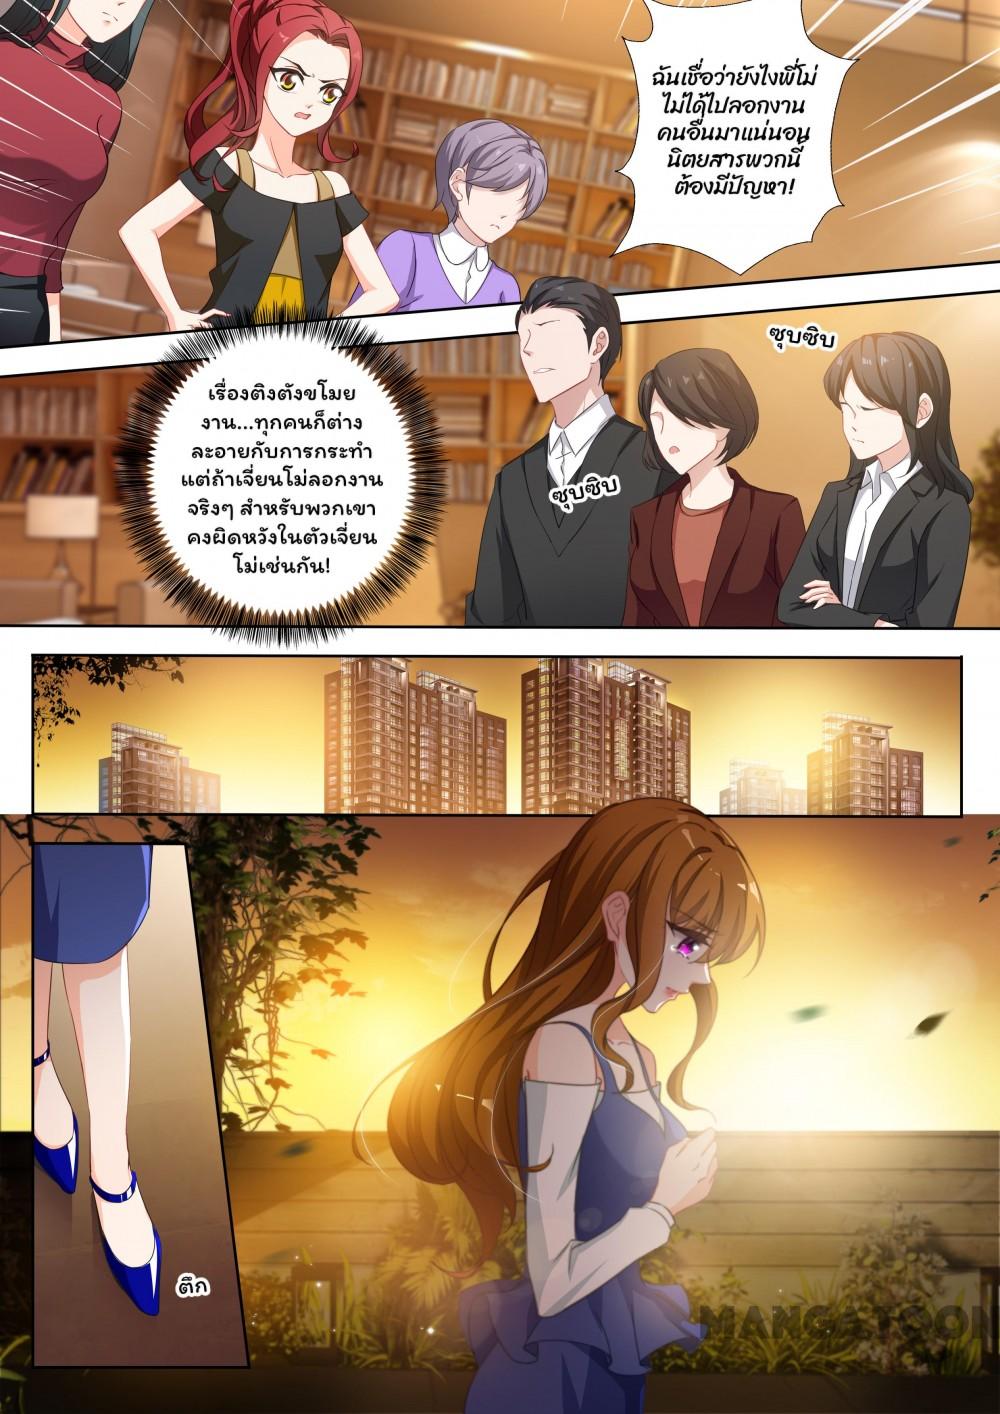 ฉันเชื่อว่ายังไงพี่โม่
ไม่ได้ไปลอกงาน
คนอื่นมาแน่นอน
นิตยสารพวกนี้
ต้องมีปัญหา!
ซุบซิบ
เรื่องติงตังขโมย
งาน...ทุกคนก็ต่าง
ละอายกับการกระทำ
แต่ถ้าเจี่ยนโม่ลอกงาน
จริงๆ สำหรับพวกเขา
คงผิดหวังในตัวเจี่ยน
โม่เช่นกัน!
ซุบซิบ
ตึก
MANGATOON